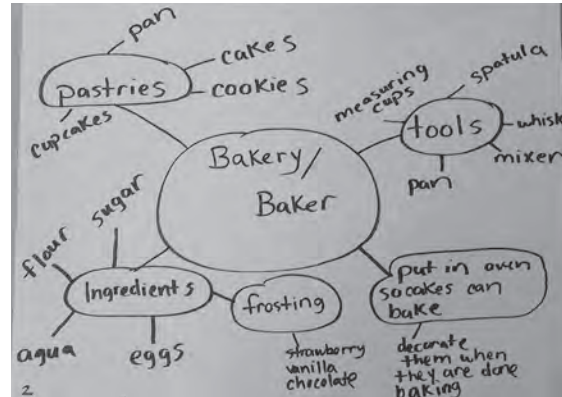 pan
cakes
cookies
pastries
cupcakes
measuring
cups
spatula
tools
whisk
mixer
pan
Bakery/
Baker
sugar
flour
Ingredients
agua
eggs
frosting
strawberry
vanilla
chocolate
put in oven
so cakes can
bake
decorate
them when
they are done
baking
2